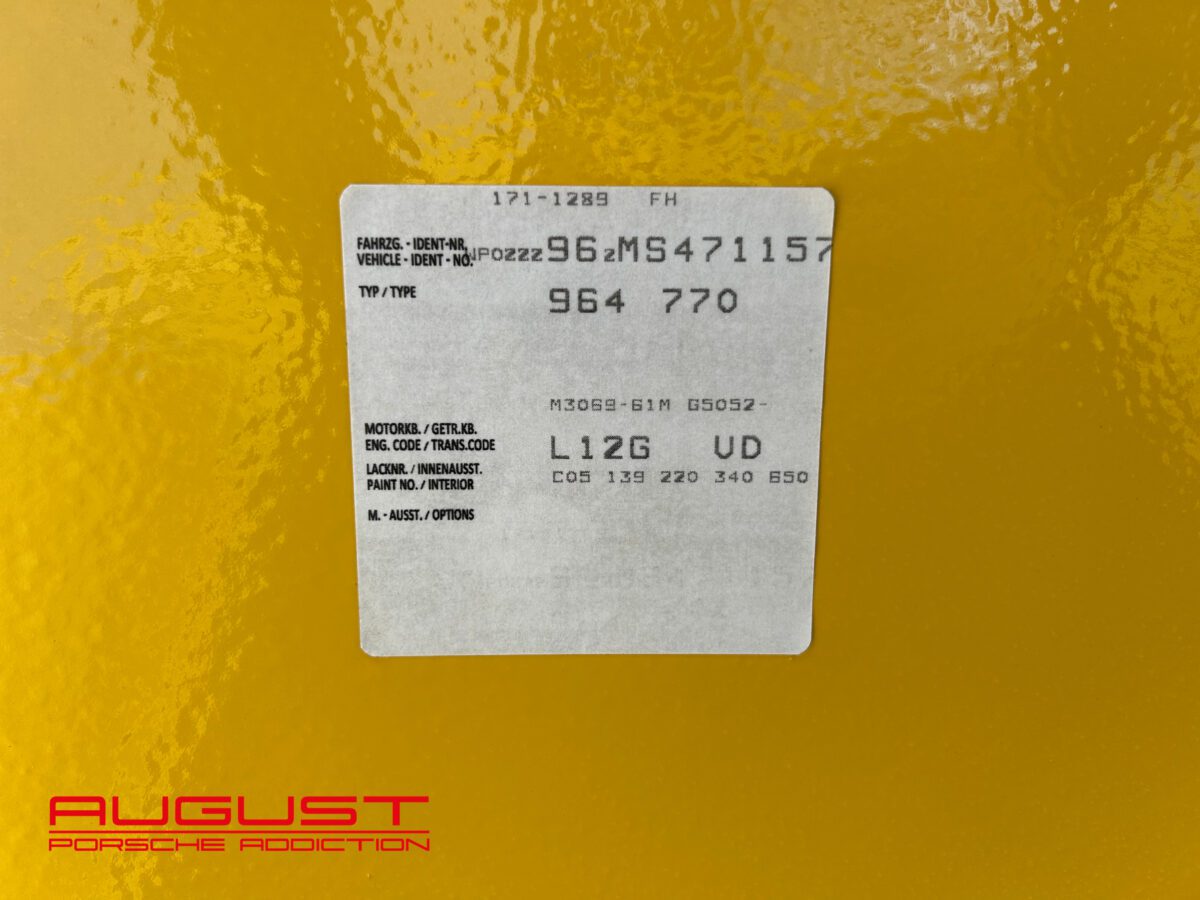 171-1289 FH
FAHRZG. - IDENT-NR.
VEHICLE - IDENT - NO. WP0ZZZ96ZMS471157
TYP / TYPE 964 770
M3069-61M G5052-
MOTORKB. / GETR.KB.
ENG. CODE / TRANS.CODE L12G VD
LACKNR. / INNENAUSST. C05 139 220 340 650
PAINT NO. / INTERIOR
M. - AUSST. / OPTIONS
AUGUST
PORSCHE ADDICTION